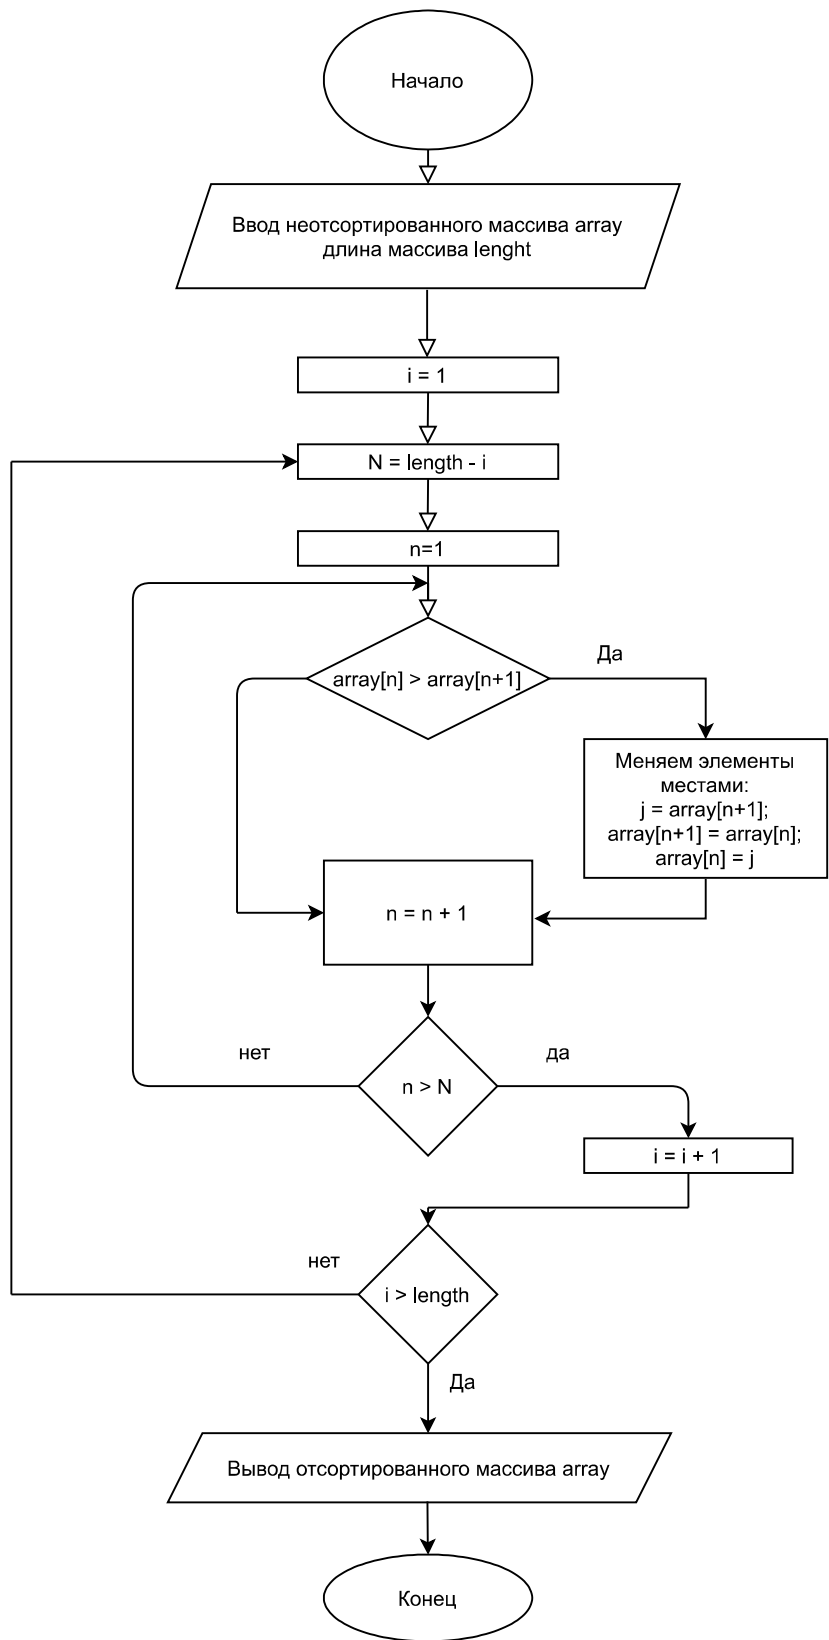 Начало
Ввод неотсортированного массива array
длина массива lenght
i = 1
N = length - i
n=1
array[n] > array[n+1]
Да
Меняем элементы
местами:
j = array[n+1];
array[n+1] = array[n];
array[n] = j
n = n + 1
нет
n > N
да
i = i + 1
нет
i > length
Да
Вывод отсортированного массива array
Конец